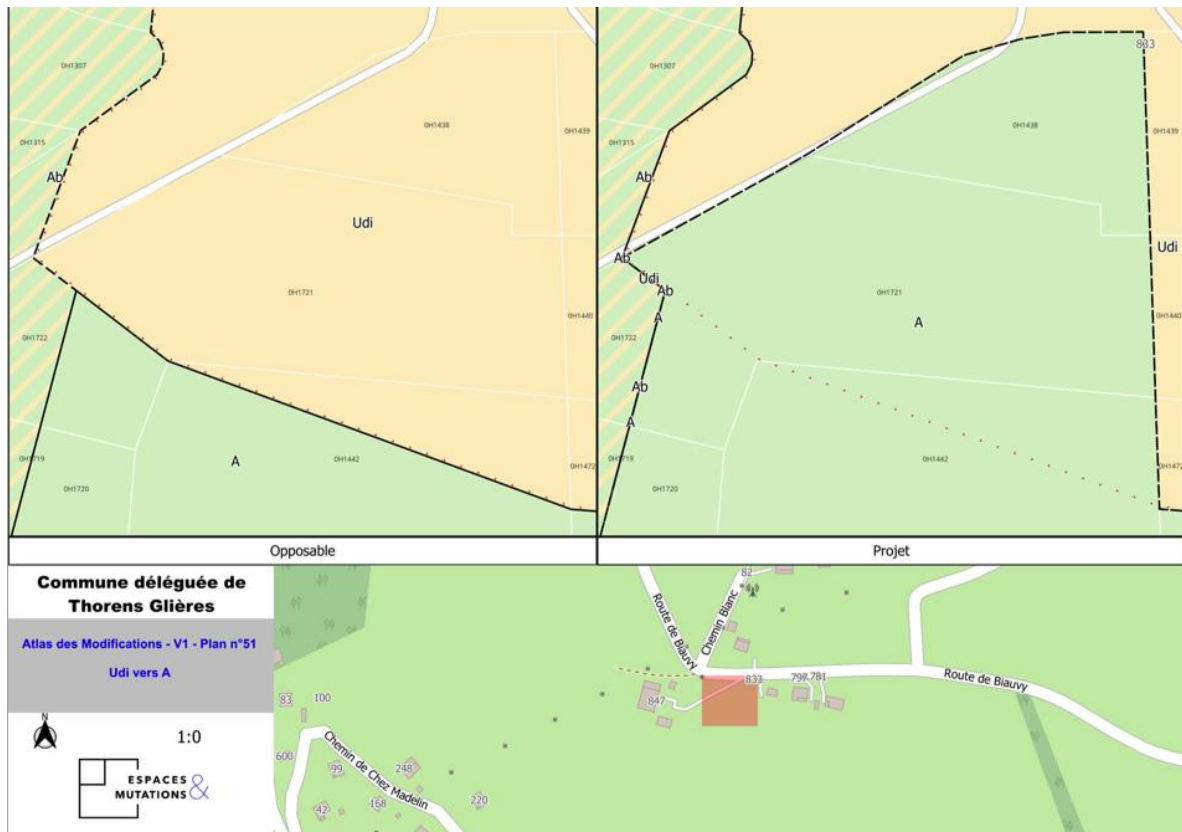 0H1307
0H1438
0H1439
0H1315
Ab
Udi
0H1721
0H1440
0H1722
A
0H1442
0H1719
0H1720
0H1472
Opposable
833
0H1307
0H1438
0H1439
0H1315
Ab
Udi
Ab
Udi
Ab
0H1721
0H1440
A
A
0H1722
Ab
A
0H1719
0H1442
0H1472
0H1720
Projet
Commune déléguée de
Thorens Glières
Atlas des Modifications - V1 - Plan n°51
Udi vers A
N
1:0
ESPACES
MUTATIONS &
82
Route de Biauvy
Chemin Blanc
833
797
781
Route de Biauvy
847
83
100
600
Chemin de Chez Madelin
99
248
42
168
220